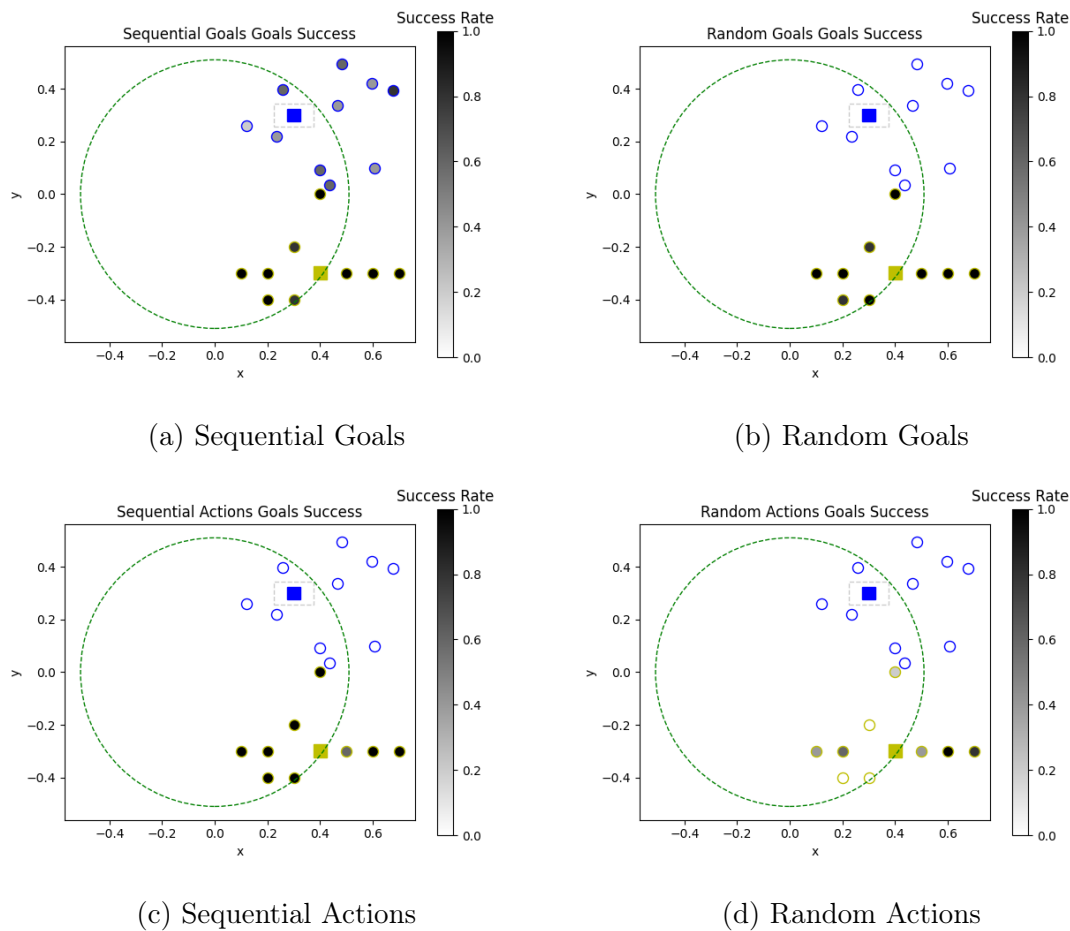 Success Rate
Sequential Goals Goals Success
1.0
0.8
0.6
0.4
0.2
0.0
0.4
0.2
0.0
−0.2
−0.4
y
−0.4 −0.2 0.0 0.2 0.4 0.6
x
(a) Sequential Goals
Success Rate
Random Goals Goals Success
1.0
0.8
0.6
0.4
0.2
0.0
0.4
0.2
0.0
−0.2
−0.4
y
−0.4 −0.2 0.0 0.2 0.4 0.6
x
(b) Random Goals
Success Rate
Sequential Actions Goals Success
1.0
0.8
0.6
0.4
0.2
0.0
0.4
0.2
0.0
−0.2
−0.4
y
−0.4 −0.2 0.0 0.2 0.4 0.6
x
(c) Sequential Actions
Success Rate
Random Actions Goals Success
1.0
0.8
0.6
0.4
0.2
0.0
0.4
0.2
0.0
−0.2
−0.4
y
−0.4 −0.2 0.0 0.2 0.4 0.6
x
(d) Random Actions